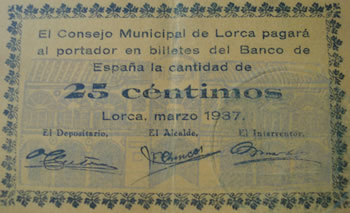 El Consejo Municipal de Lorca pagará
al portador en billetes del Banco de
España la cantidad de
25 céntimos
Lorca, marzo 1937.
El Depositario, El Alcalde, El Interventor,